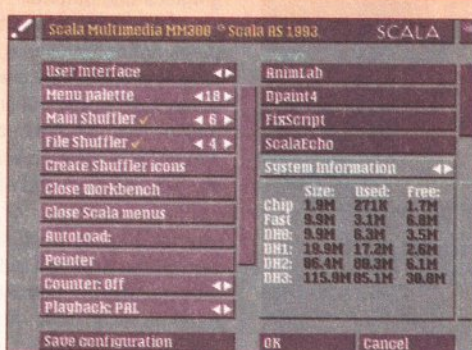 Scala Multimedia MM300 © Scala AS 1993. SCALA
User Interface
Menu palette 18
Main Shuffler 6
File Shuffler 4
Create Shuffler icons
Close Workbench
Close Scala menus
AutoLoad:
Pointer
Counter: Off
Playback: PAL
Save configuration
AnimLab
Dpaint4
FixScript
ScalaEcho
System Information
Size: Used: Free:
Chip 1.9M 271K 1.7M
Fast 9.9M 3.1M 6.8M
DH0: 9.9M 6.3M 3.5M
DH1: 19.9M 17.2M 2.6M
DH2: 86.4M 80.3M 6.1M
DH3: 115.9M 85.1M 30.8M
OK Cancel